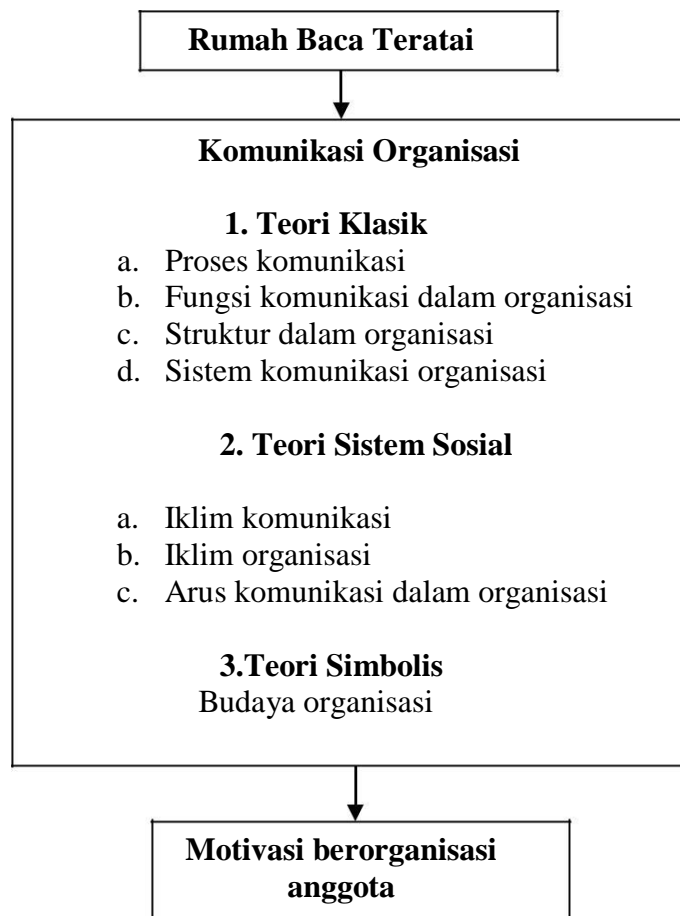 Rumah Baca Teratai
Komunikasi Organisasi
1. Teori Klasik
a. Proses komunikasi
b. Fungsi komunikasi dalam organisasi
c. Struktur dalam organisasi
d. Sistem komunikasi organisasi
2. Teori Sistem Sosial
a. Iklim komunikasi
b. Iklim organisasi
c. Arus komunikasi dalam organisasi
3.Teori Simbolis
Budaya organisasi
Motivasi berorganisasi
anggota